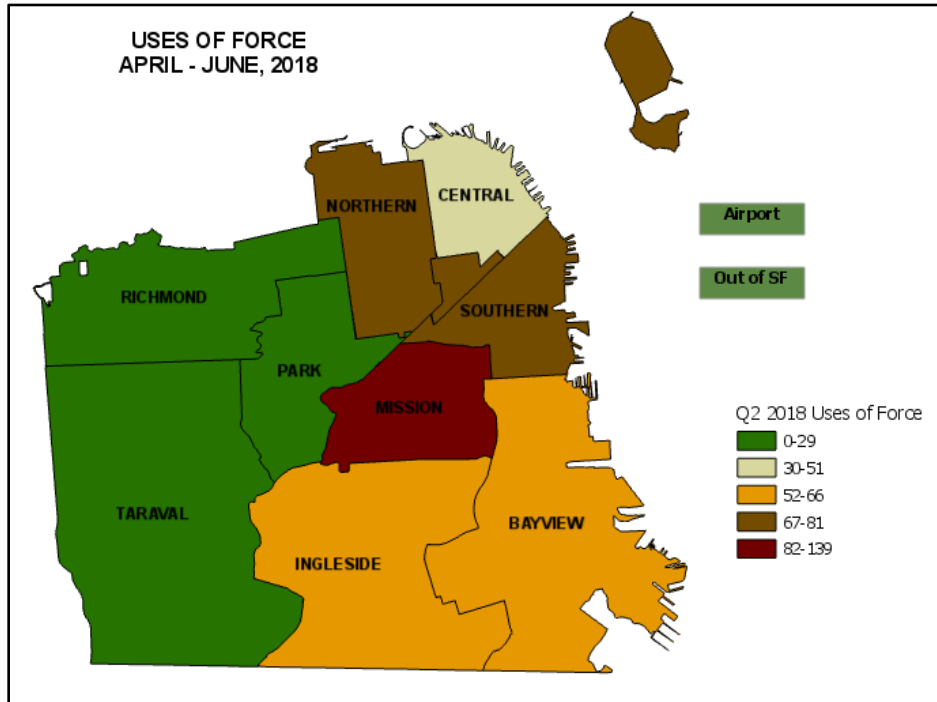 USES OF FORCE
APRIL - JUNE, 2018
NORTHERN
CENTRAL
Airport
Out of SF
RICHMOND
SOUTHERN
PARK
MISSION
TARAVAL
BAYVIEW
INGLESIDE
Q2 2018 Uses of Force
0-29
30-51
52-66
67-81
82-139